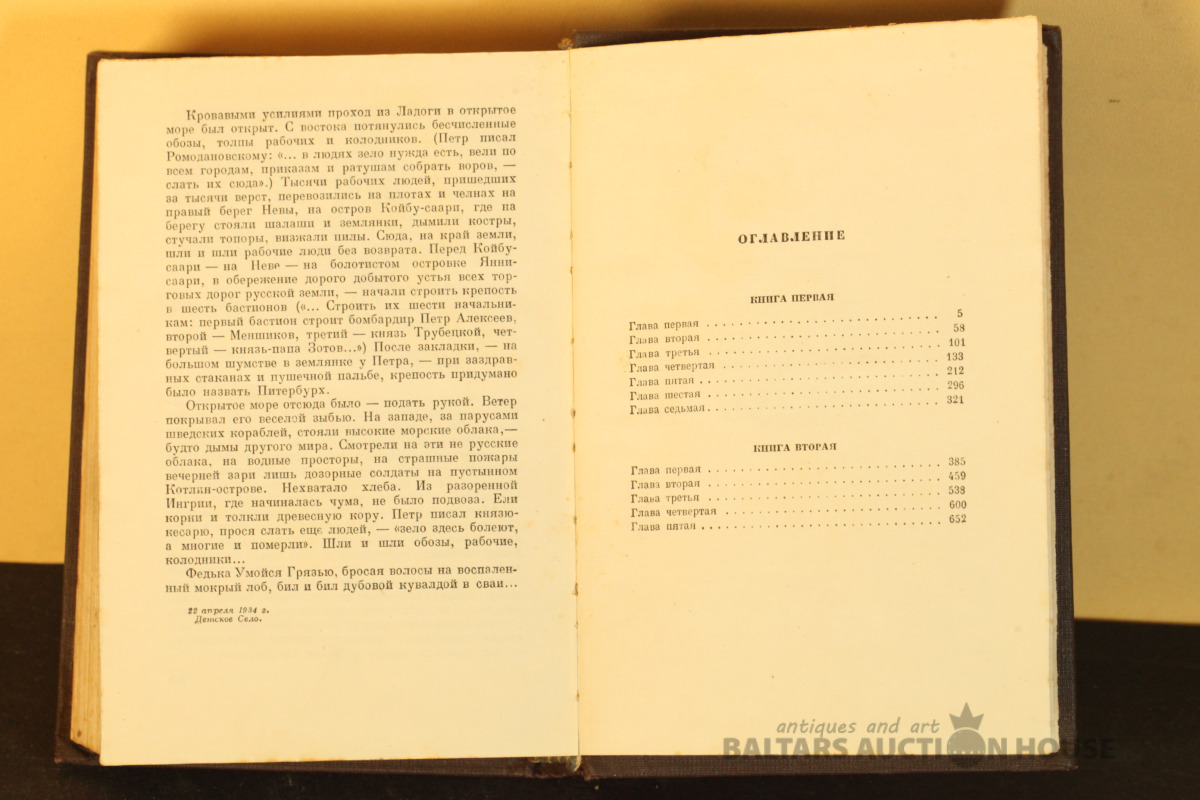 Кровавыми усилиями проход из Ладоги в открытое
море был открыт. С востока потянулись бесчисленные
обозы, толпы рабочих и колодников. (Петр писал
Ромодановскому: «... в людях зело нужда есть, вели по
всем городам, приказам и ратушам собрать воров, —
слать их сюда».) Тысячи рабочих людей, пришедших
за тысячи верст, перевозились на плотах и челнах на
правый берег Невы, на остров Койбу-саари, где на
берегу стояли шалаши и землянки, дымили костры,
стучали топоры, визжали пилы. Сюда, на край земли,
шли и шли рабочие люди без возврата. Перед Койбу-
саари — на Неве — на болотистом островке Янни-
саари, в обережение дорого добытого устья всех тор-
говых дорог русской земли, — начали строить крепость
в шесть бастионов («... Строить их шести начальни-
кам: первый бастион строит бомбардир Петр Алексеев,
второй — Меншиков, третий — князь Трубецкой, чет-
вертый — князь-папа Зотов...») После закладки, — на
большом шумстве в землянке у Петра, — при заздрав-
ных стаканах и пушечной пальбе, крепость придумано
было назвать Питербурх.
Открытое море отсюда было — подать рукой. Ветер
покрывал его веселой зыбью. На западе, за парусами
шведских кораблей, стояли высокие морские облака,—
будто дымы другого мира. Смотрели на эти не русские
облака, на водные просторы, на страшные пожары
вечерней зари лишь дозорные солдаты на пустынном
Котлин-острове. Нехватало хлеба. Из разоренной
Ингрии, где начиналась чума, не было подвоза. Ели
корни и толкли древесную кору. Петр писал князю-
кесарю, прося слать еще людей, — «зело здесь болеют,
а многие и померли». Шли и шли обозы, рабочие,
колодники...
Федька Умойся Грязью, бросая волосы на воспален-
ный мокрый лоб, бил и бил дубовой кувалдой в сваи...
22 апреля 1934 г.
Детское Село.
ОГЛАВЛЕНИЕ
КНИГА ПЕРВАЯ
Глава первая . . . . . . . . . . . . . . . . . . . . . . 5
Глава вторая . . . . . . . . . . . . . . . . . . . . . . 58
Глава третья . . . . . . . . . . . . . . . . . . . . . . 101
Глава четвертая . . . . . . . . . . . . . . . . . . . . 133
Глава пятая . . . . . . . . . . . . . . . . . . . . . . 212
Глава шестая . . . . . . . . . . . . . . . . . . . . . . 296
Глава седьмая . . . . . . . . . . . . . . . . . . . . . 321
КНИГА ВТОРАЯ
Глава первая . . . . . . . . . . . . . . . . . . . . . . 385
Глава вторая . . . . . . . . . . . . . . . . . . . . . . 459
Глава третья . . . . . . . . . . . . . . . . . . . . . . 538
Глава четвертая . . . . . . . . . . . . . . . . . . . . 600
Глава пятая . . . . . . . . . . . . . . . . . . . . . . 652
antiques and art
BALTARS AUCTION HOUSE